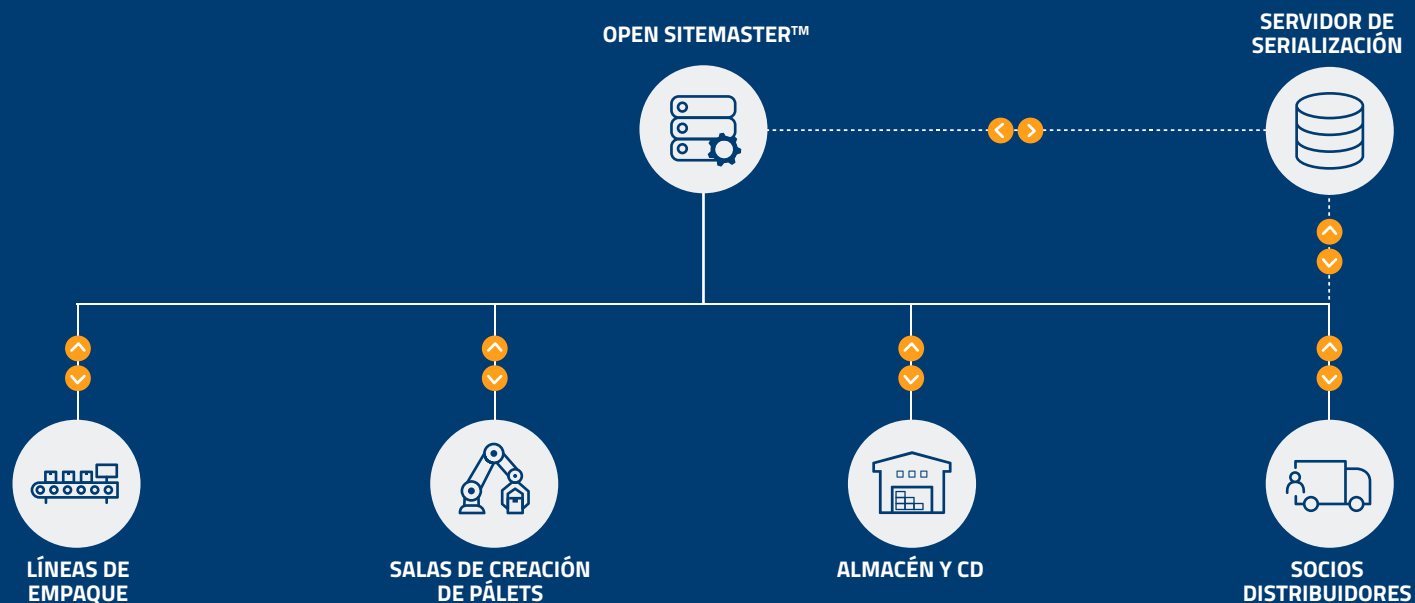 OPEN SITEMASTER™
SERVIDOR DE
SERIALIZACIÓN
LÍNEAS DE
EMPAQUE
SALAS DE CREACIÓN
DE PÁLETS
ALMACÉN Y CD
SOCIOS
DISTRIBUIDORES